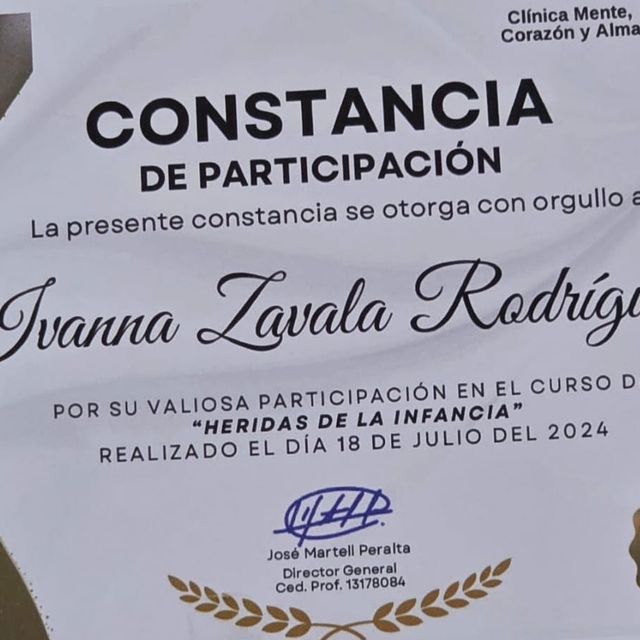 Clínica Mente,
Corazón y Alma
CONSTANCIA
DE PARTICIPACIÓN
La presente constancia se otorga con orgullo a
Ivanna Zavala Rodrígu
POR SU VALIOSA PARTICIPACIÓN EN EL CURSO D
"HERIDAS DE LA INFANCIA"
REALIZADO EL DÍA 18 DE JULIO DEL 2024
José Martell Peralta
Director General
Ced. Prof. 13178084